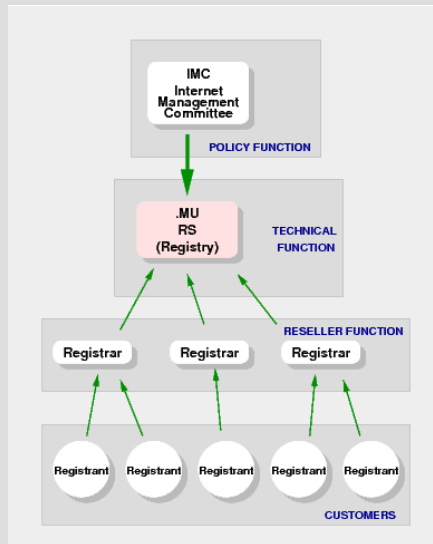 IMC
Internet
Management
Committee
POLICY FUNCTION
.MU
RS
(Registry)
TECHNICAL
FUNCTION
RESELLER FUNCTION
Registrar
Registrar
Registrar
Registrant
Registrant
Registrant
Registrant
Registrant
CUSTOMERS